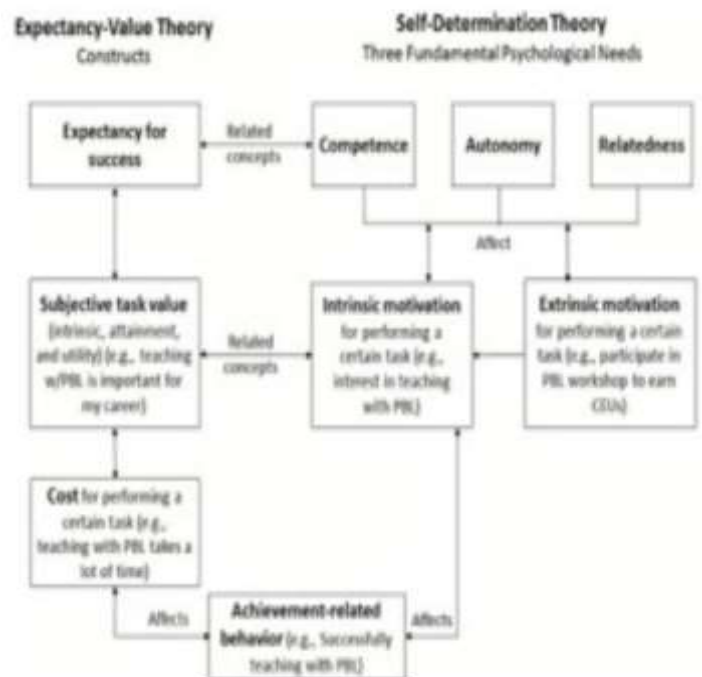 Expectancy-Value Theory
Constructs
Self-Determination Theory
Three Fundamental Psychological Needs
Expectancy for
success
Related
concepts
Competence
Autonomy
Relatedness
Affect
Subjective task value
(intrinsic, attainment,
and utility) (e.g., teaching
w/PBL is important for
my career)
Related
concepts
Intrinsic motivation
for performing a
certain task (e.g.,
interest in teaching
with PBL)
Extrinsic motivation
for performing a certain
task (e.g., participate in
PBL workshop to earn
CEUs)
Cost for performing a
certain task (e.g.,
teaching with PBL takes a
lot of time)
Affects
Achievement-related
behavior (e.g., Successfully
teaching with PBL)
Affects